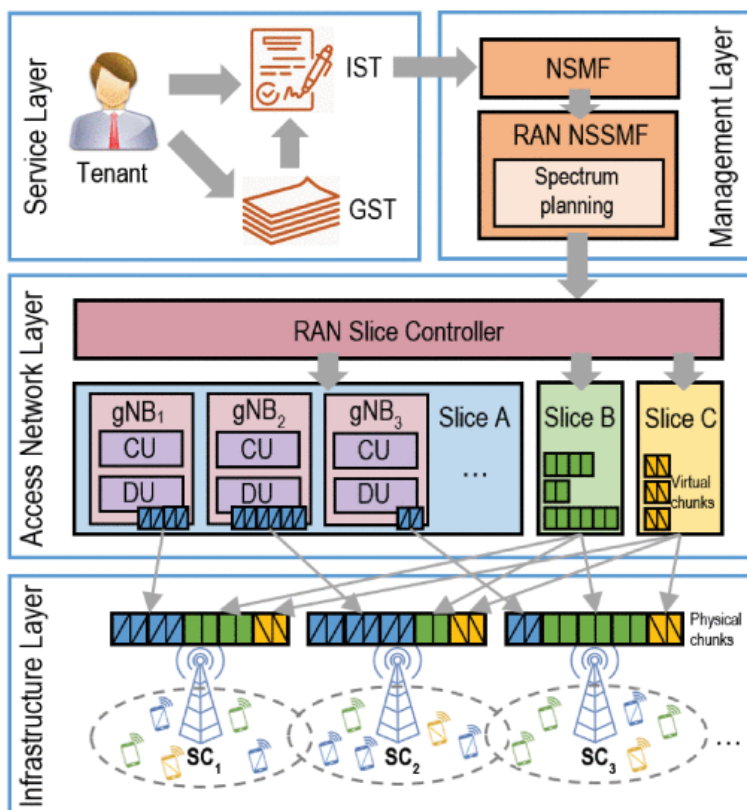 Service Layer
Tenant
IST
GST
Management Layer
NSMF
RAN NSSMF
Spectrum
planning
Access Network Layer
RAN Slice Controller
gNB₁
CU
DU
gNB₂
CU
DU
gNB₃
CU
DU
Slice A
...
Slice B
Slice C
Virtual
chunks
Infrastructure Layer
Physical
chunks
SC₁
SC₂
SC₃
...